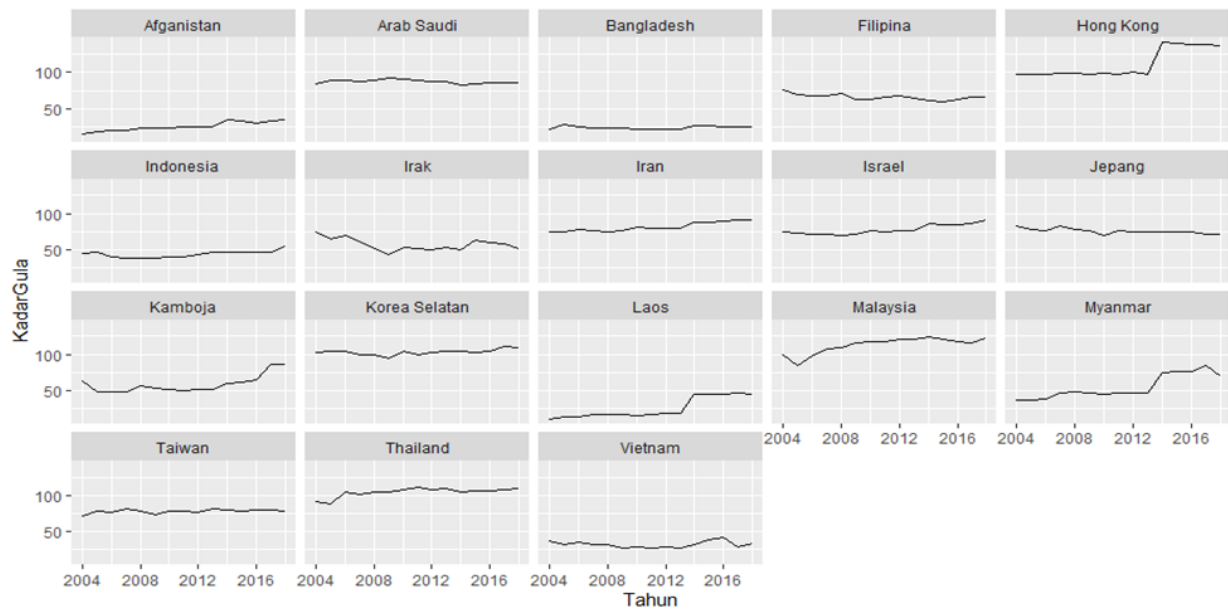 Afganistan
Arab Saudi
Bangladesh
Filipina
Hong Kong
100
50
Indonesia
Irak
Iran
Israel
Jepang
100
50
KadarGula
Kamboja
Korea Selatan
Laos
Malaysia
Myanmar
100
50
2004 2008 2012 2016
2004 2008 2012 2016
Taiwan
Thailand
Vietnam
100
50
2004 2008 2012 2016
2004 2008 2012 2016
2004 2008 2012 2016
Tahun